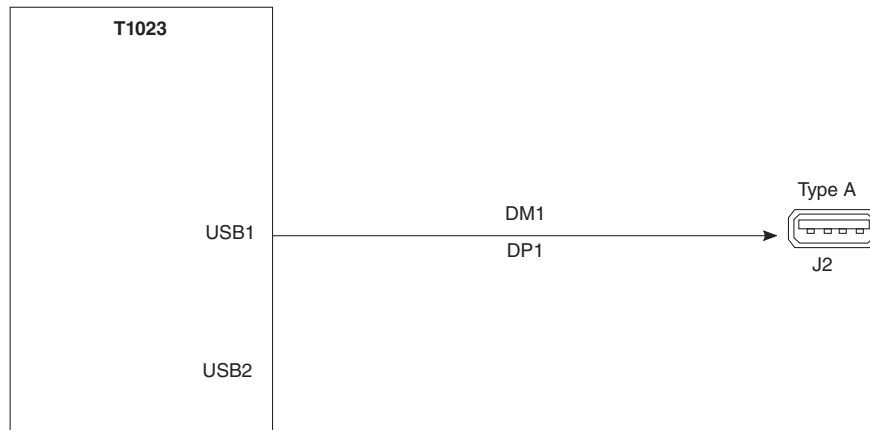 T1023
Type A
DM1
USB1
DP1
J2
USB2